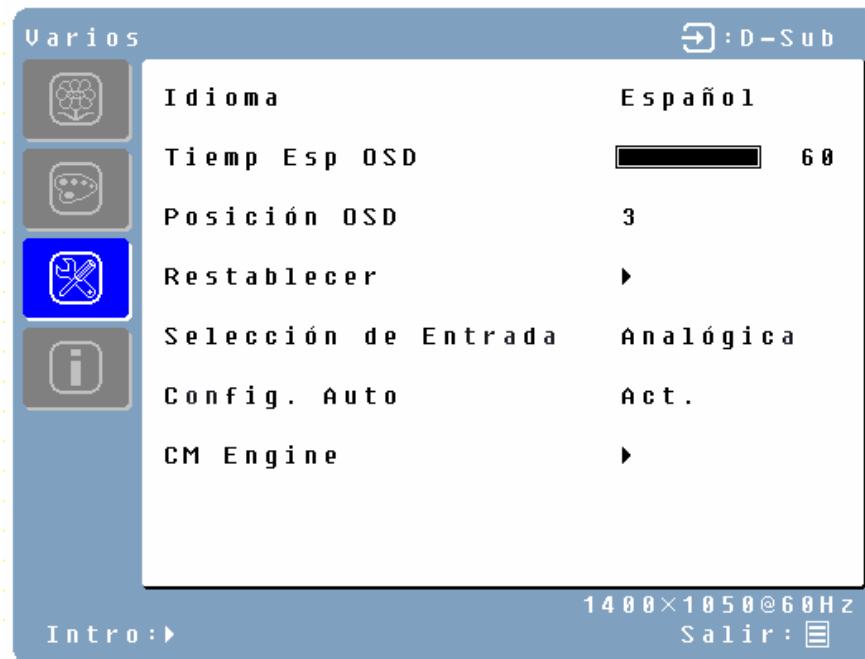 Varios :D-Sub
Idioma Español
Tiemp Esp OSD 60
Posición OSD 3
Restablecer
Selección de Entrada Analógica
Config. Auto Act.
CM Engine
1400×1050@60Hz
Intro: Salir: